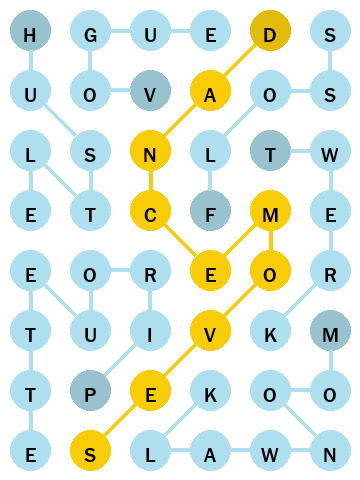 H G U E D S
U O V A O S
L S N L T W
E T C F M E
E O R E O R
T U I V K M
T P E K O O
E S L A W N